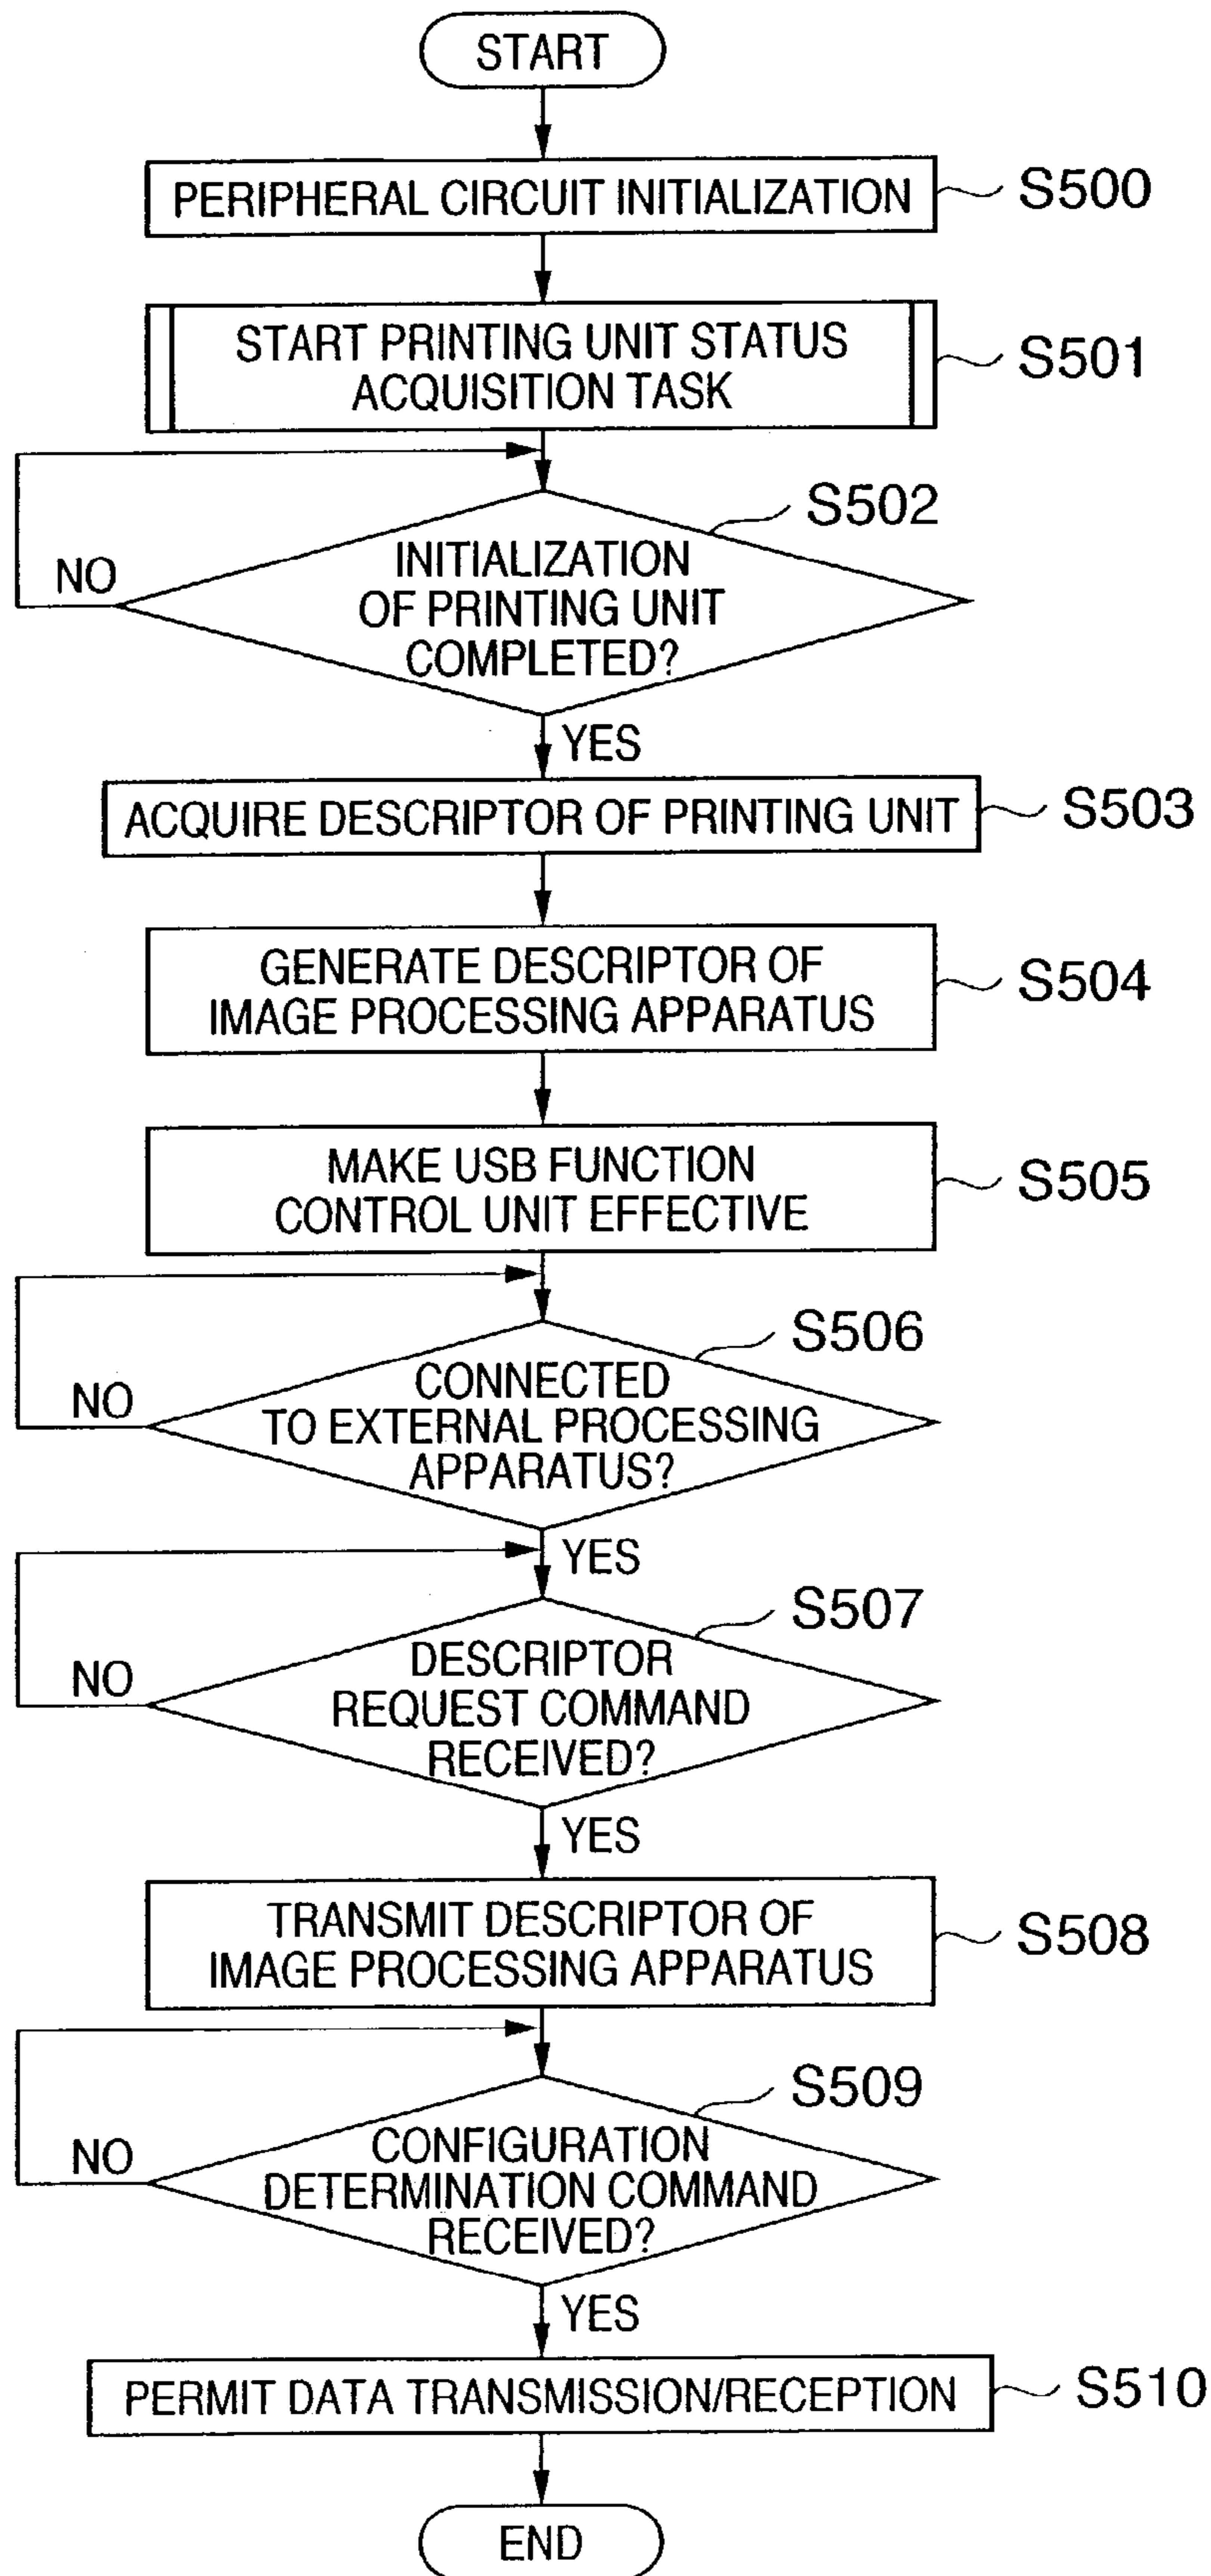 START
PERIPHERAL CIRCUIT INITIALIZATION
S500
START PRINTING UNIT STATUS
ACQUISITION TASK
S501
S502
INITIALIZATION
OF PRINTING UNIT
COMPLETED?
NO
YES
ACQUIRE DESCRIPTOR OF PRINTING UNIT
S503
GENERATE DESCRIPTOR OF
IMAGE PROCESSING APPARATUS
S504
MAKE USB FUNCTION
CONTROL UNIT EFFECTIVE
S505
S506
CONNECTED
TO EXTERNAL PROCESSING
APPARATUS?
NO
YES
S507
DESCRIPTOR
REQUEST COMMAND
RECEIVED?
NO
YES
TRANSMIT DESCRIPTOR OF
IMAGE PROCESSING APPARATUS
S508
S509
CONFIGURATION
DETERMINATION COMMAND
RECEIVED?
NO
YES
PERMIT DATA TRANSMISSION/RECEPTION
S510
END